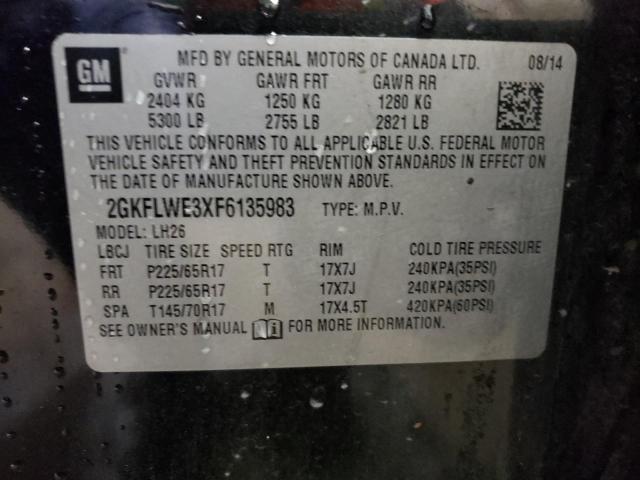 GM
MFD BY GENERAL MOTORS OF CANADA LTD. 08/14
GVWR GAWR FRT GAWR RR
2404 KG 1250 KG 1280 KG
5300 LB 2755 LB 2821 LB
THIS VEHICLE CONFORMS TO ALL APPLICABLE U.S. FEDERAL MOTOR
VEHICLE SAFETY AND THEFT PREVENTION STANDARDS IN EFFECT ON
THE DATE OF MANUFACTURE SHOWN ABOVE.
2GKFLWE3XF6135983 TYPE: M.P.V.
MODEL: LH26
LBCJ TIRE SIZE SPEED RTG RIM COLD TIRE PRESSURE
FRT P225/65R17 T 17X7J 240KPA(35PSI)
RR P225/65R17 T 17X7J 240KPA(35PSI)
SPA T145/70R17 M 17X4.5T 420KPA(60PSI)
SEE OWNER'S MANUAL FOR MORE INFORMATION.